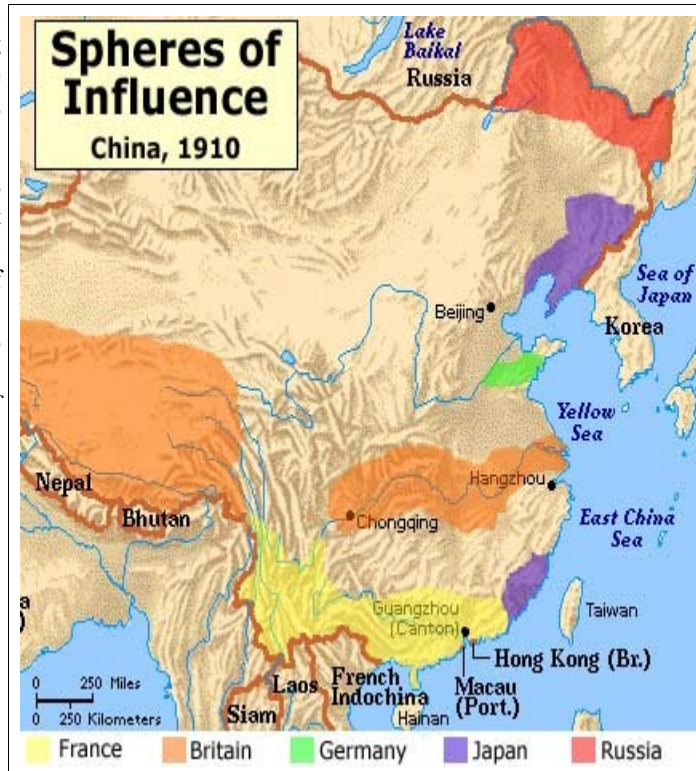 Spheres of
Influence
China, 1910
Lake
Baikal
Russia
Sea of
Japan
Beijing
Korea
Yellow
Sea
Nepal
Hangzhou
Bhutan
Chongqing
East China
Sea
Guangzhou
(Canton)
Taiwan
Hong Kong (Br.)
Macau
(Port.)
Laos
French
Indochina
Siam
Hainan
0 250 Miles
0 250 Kilometers
France
Britain
Germany
Japan
Russia